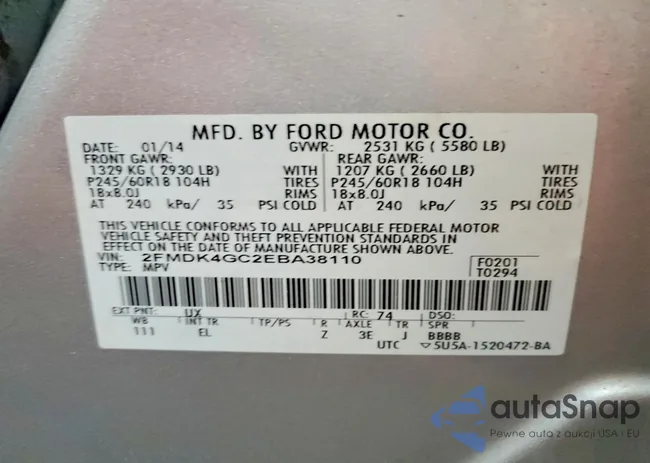 MFD. BY FORD MOTOR CO.
DATE: 01/14 GVWR: 2531 KG ( 5580 LB)
FRONT GAWR: REAR GAWR:
1329 KG ( 2930 LB) WITH 1207 KG ( 2660 LB) WITH
P245/60R18 104H TIRES P245/60R18 104H TIRES
18x8.0J RIMS 18x8.0J RIMS
AT 240 kPa/ 35 PSI COLD AT 240 kPa/ 35 PSI COLD
THIS VEHICLE CONFORMS TO ALL APPLICABLE FEDERAL MOTOR
VEHICLE SAFETY AND THEFT PREVENTION STANDARDS IN
EFFECT ON THE DATE OF MANUFACTURE SHOWN ABOVE.
VIN: 2FMDK4GC2EBA38110 F0201
TYPE: MPV T0294
EXT PNT: UX RC: 74 DSO:
WB INT TR TP/PS R AXLE TR SPR
111 EL Z 3E J BBBB
UTC ▽5U5A-1520472-BA
autoSnap
Pewne auta z aukcji USA i EU